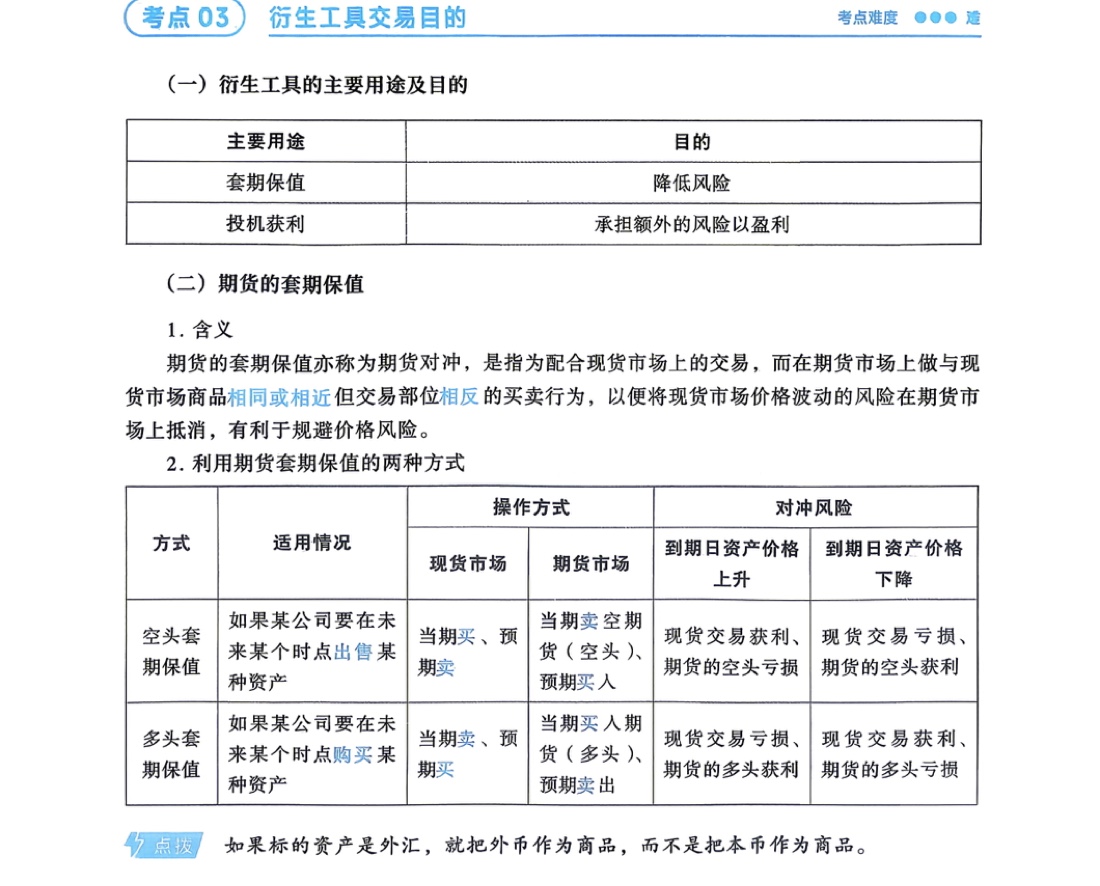 考点 03 衍生工具交易目的 考点难度 难
（一）衍生工具的主要用途及目的
主要用途 目的
套期保值 降低风险
投机获利 承担额外的风险以盈利
（二）期货的套期保值
1. 含义
期货的套期保值亦称为期货对冲，是指为配合现货市场上的交易，而在期货市场上做与现
货市场商品相同或相近但交易部位相反的买卖行为，以便将现货市场价格波动的风险在期货市
场上抵消，有利于规避价格风险。
2. 利用期货套期保值的两种方式
方式 适用情况 操作方式 对冲风险
现货市场 期货市场 到期日资产价格
上升 到期日资产价格
下降
空头套
期保值
如果某公司要在未
来某个时点出售某
种资产
当期买、预
期卖
当期卖空期
货（空头）、
预期买人
现货交易获利、
期货的空头亏损
现货交易亏损、
期货的空头获利
多头套
期保值
如果某公司要在未
来某个时点购买某
种资产
当期卖、预
期买
当期买人期
货（多头）、
预期卖出
现货交易亏损、
期货的多头获利
现货交易获利、
期货的多头亏损
点拨 如果标的资产是外汇，就把外币作为商品，而不是把本币作为商品。